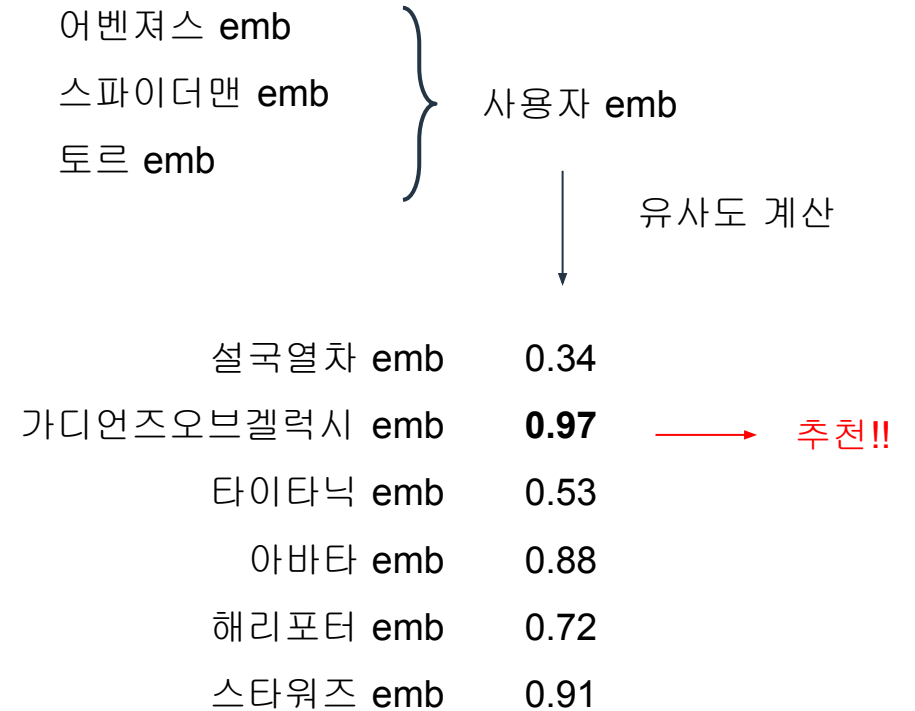 어벤져스 emb
스파이더맨 emb
토르 emb
사용자 emb
유사도 계산
설국열차 emb 0.34
가디언즈오브겔럭시 emb 0.97 추천!!
타이타닉 emb 0.53
아바타 emb 0.88
해리포터 emb 0.72
스타워즈 emb 0.91